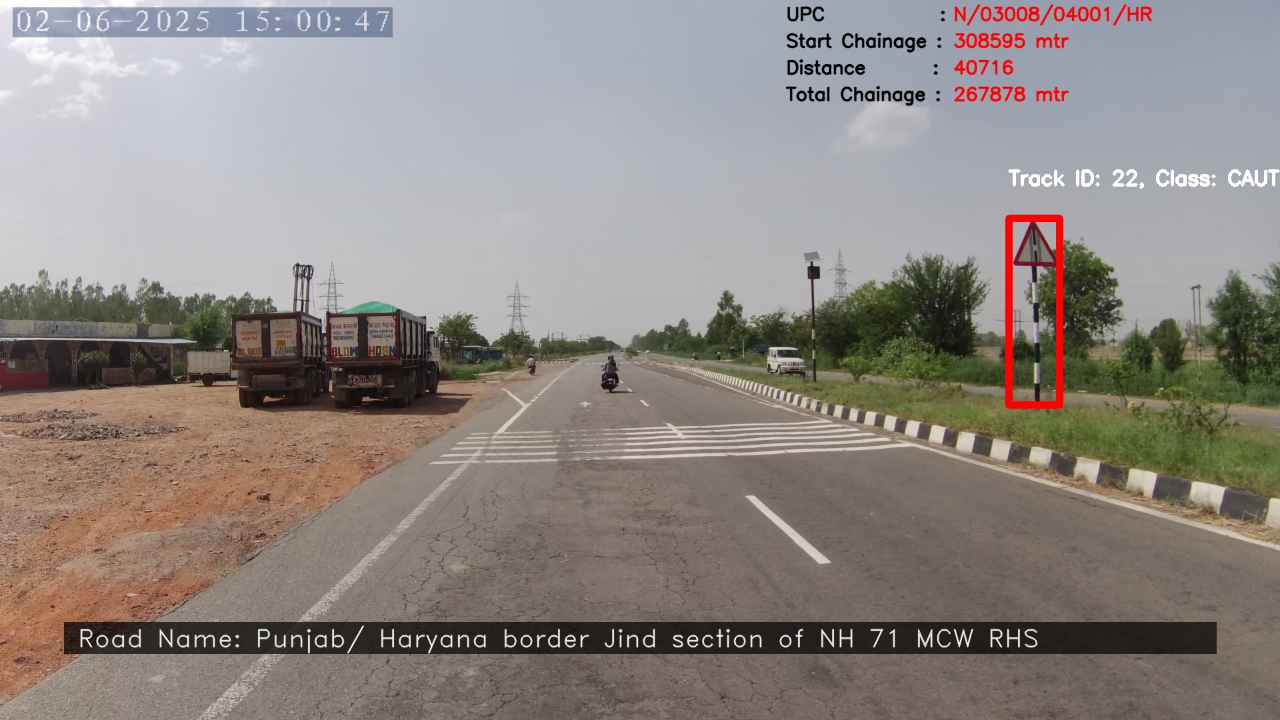 02-06-2025 15:00:47
UPC : N/03008/04001/HR
Start Chainage : 308595 mtr
Distance : 40716
Total Chainage : 267878 mtr
Track ID: 22, Class: CAUT
Road Name: Punjab/ Haryana border Jind section of NH 71 MCW RHS